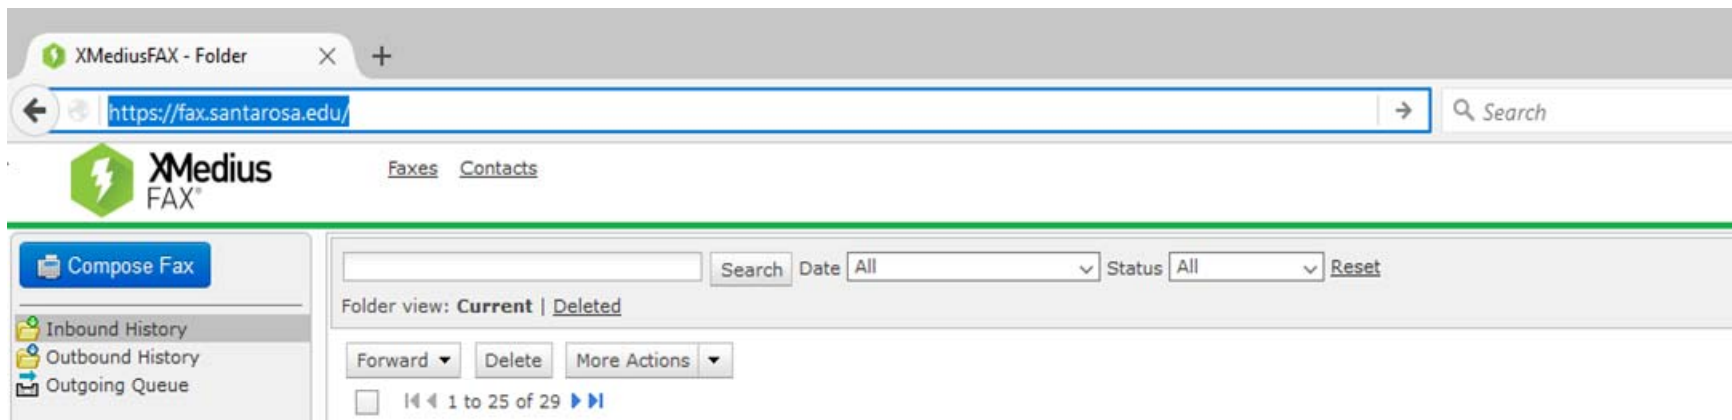 XMediusFAX - Folder
https://fax.santarosa.edu/
Search
XMedius
FAX®
Faxes Contacts
Compose Fax
Search Date All Status All Reset
Folder view: Current | Deleted
Inbound History
Outbound History
Outgoing Queue
Forward Delete More Actions
1 to 25 of 29